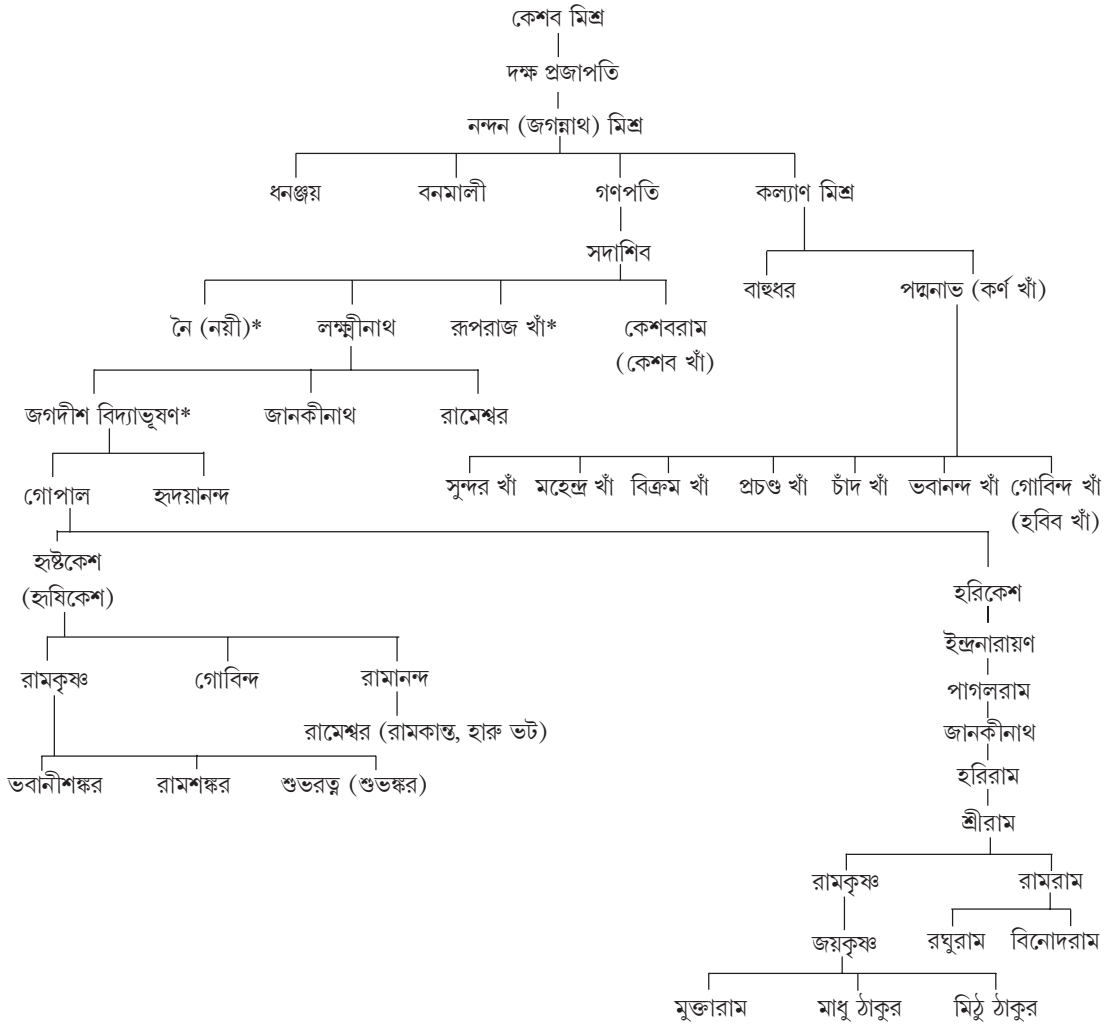 কেশব মিশ্র
দক্ষ প্রজাপতি
নন্দন (জগন্নাথ) মিশ্র
ধনঞ্জয় বনমালী গণপতি কল্যাণ মিশ্র
সদাশিব
বাহুধর পদ্মনাভ (কর্ণ খাঁ)
নৈ (নয়ী)* লক্ষ্মীনাথ রূপরাজ খাঁ* কেশবরাম
(কেশব খাঁ)
জগদীশ বিদ্যাভূষণ* জানকীনাথ রামেশ্বর
গোপাল হৃদয়ানন্দ সুন্দর খাঁ মহেন্দ্র খাঁ বিক্রম খাঁ প্রচণ্ড খাঁ চাঁদ খাঁ ভবানন্দ খাঁ গোবিন্দ খাঁ
(হবিব খাঁ)
হৃষ্টকেশ
(হৃষিকেশ)
হরিকেশ
ইন্দ্রনারায়ণ
রামকৃষ্ণ গোবিন্দ রামানন্দ
পাগলরাম
রামেশ্বর (রামকান্ত, হারু ভট)
জানকীনাথ
ভবানীশঙ্কর রামশঙ্কর শুভরত্ন (শুভঙ্কর)
হরিরাম
শ্রীরাম
রামকৃষ্ণ রামরাম
জয়কৃষ্ণ রঘুরাম বিনোদরাম
মুক্তারাম মাধু ঠাকুর মিঠু ঠাকুর